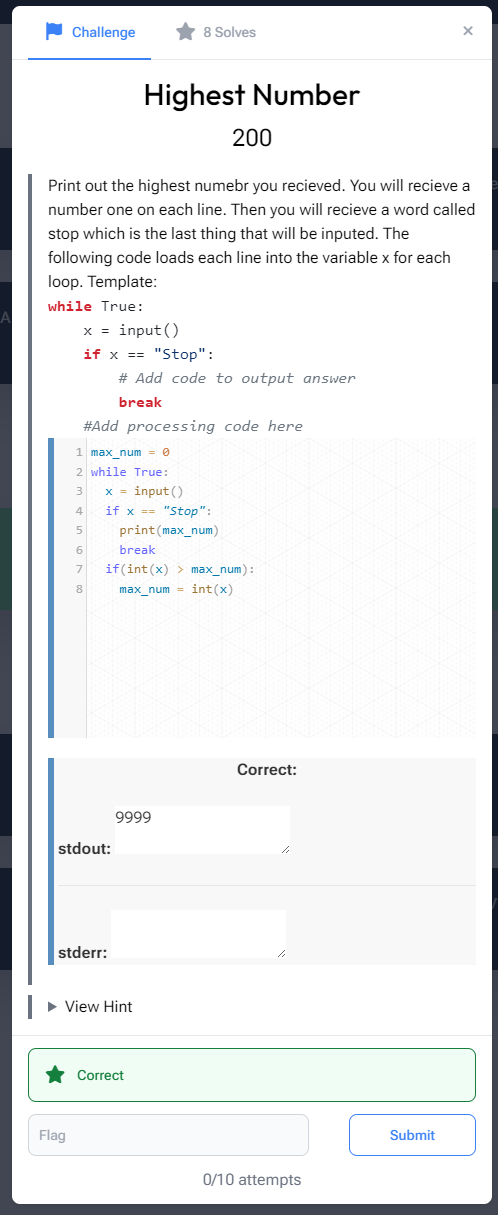 Challenge
8 Solves
×
Highest Number
200
Print out the highest numebr you recieved. You will recieve a
number one on each line. Then you will recieve a word called
stop which is the last thing that will be inputed. The
following code loads each line into the variable x for each
loop. Template:
while True:
    x = input()
    if x == "Stop":
        # Add code to output answer
        break
    #Add processing code here
1 max_num = 0
2 while True:
3   x = input()
4   if x == "Stop":
5     print(max_num)
6     break
7   if(int(x) > max_num):
8     max_num = int(x)
Correct:
9999
stdout:
stderr:
View Hint
Correct
Flag
Submit
0/10 attempts